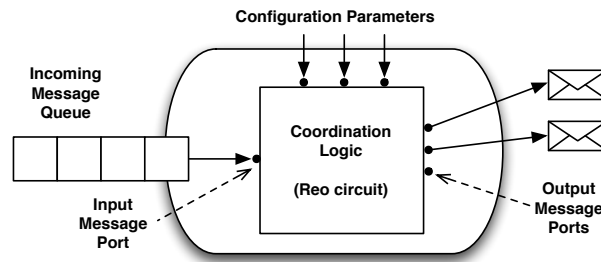 Configuration Parameters
Incoming
Message
Queue
Coordination
Logic
(Reo circuit)
Input
Message
Port
Output
Message
Ports